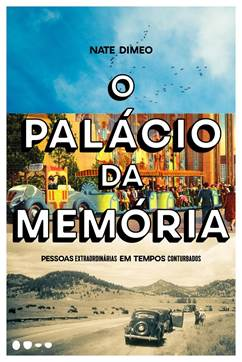 NATE DIMEO
O
PALÁCIO
DA
MEMÓRIA
PESSOAS EXTRAORDINÁRIAS EM TEMPOS CONTURBADOS